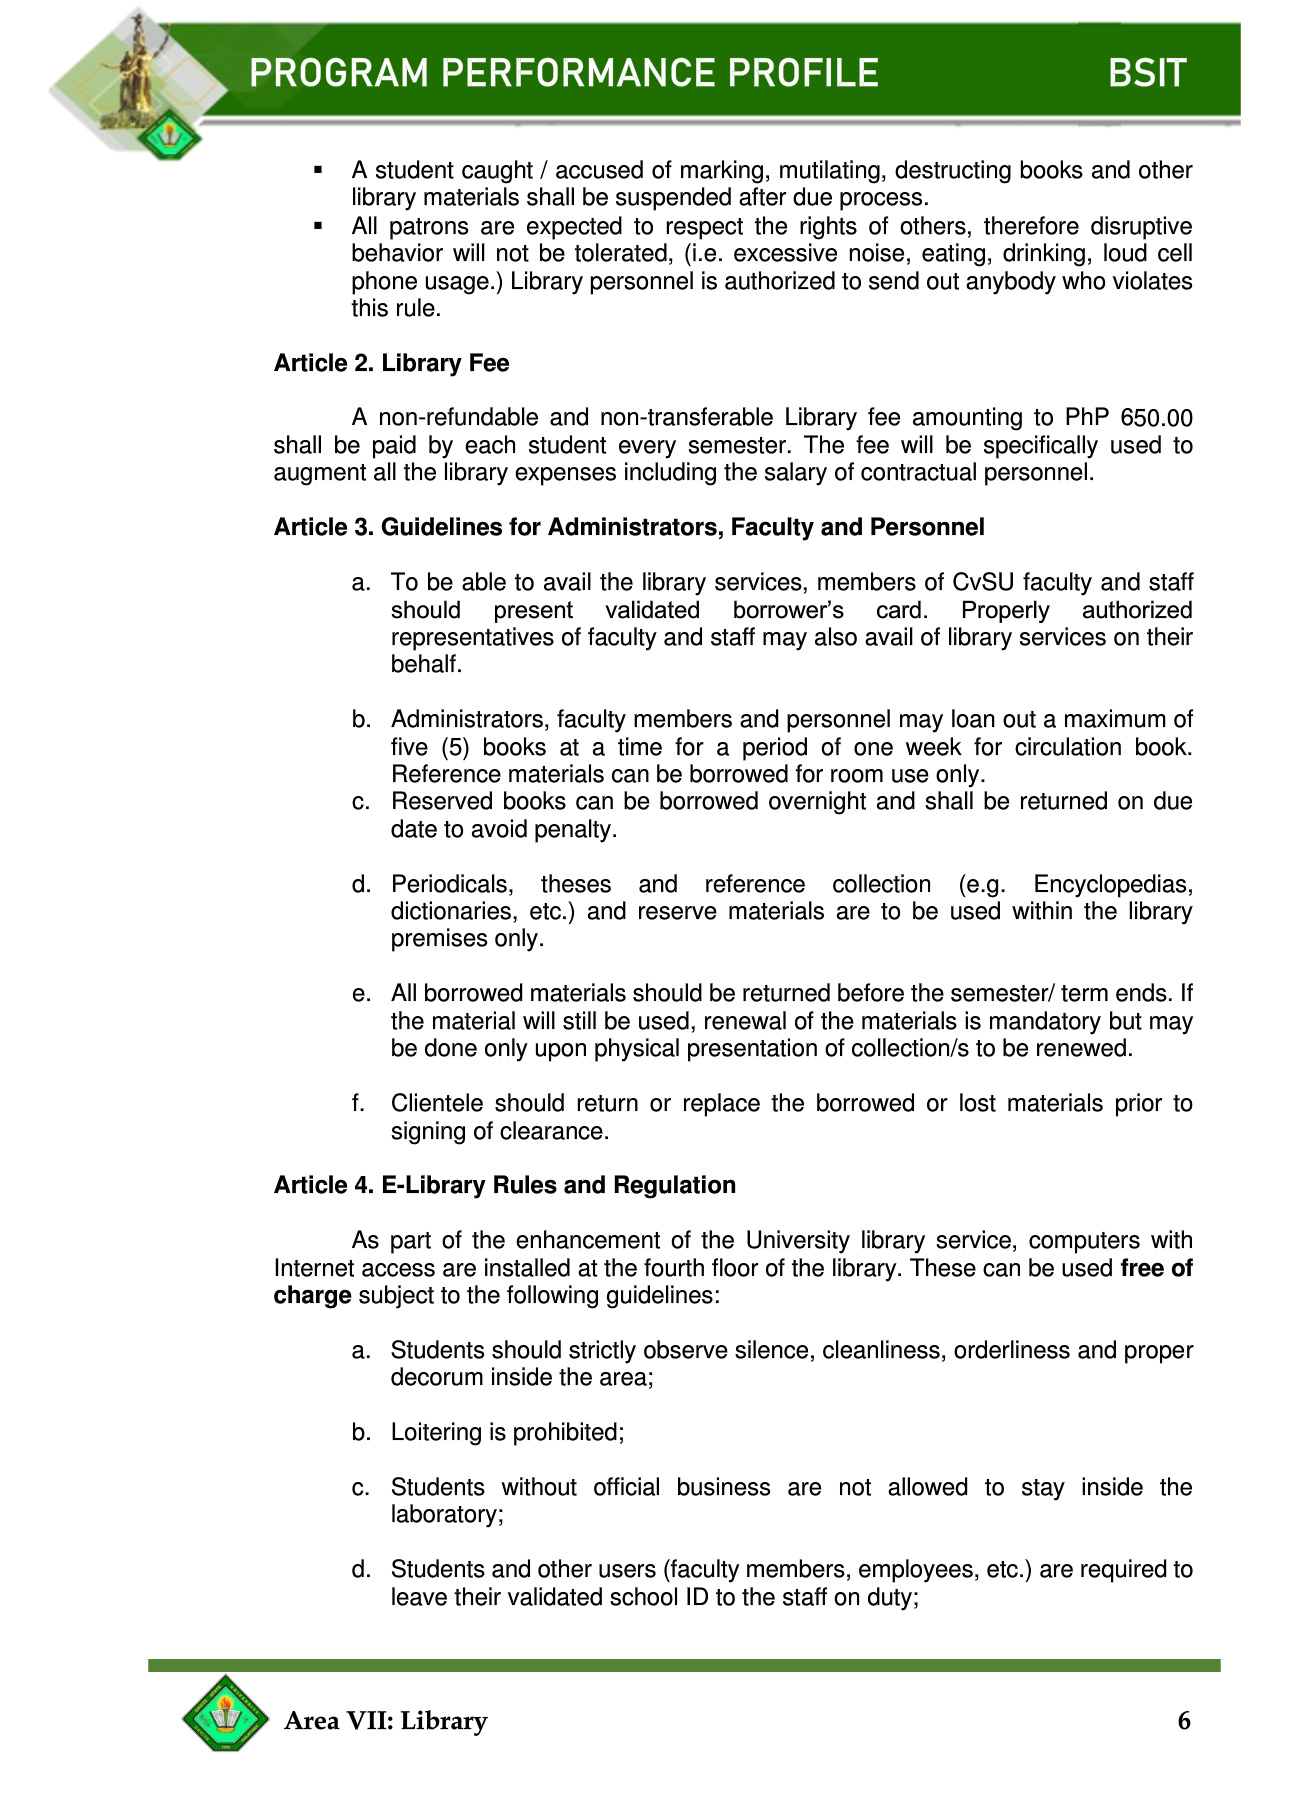 PROGRAM PERFORMANCE PROFILE BSIT
▪ A student caught / accused of marking, mutilating, destructing books and other
library materials shall be suspended after due process.
▪ All patrons are expected to respect the rights of others, therefore disruptive
behavior will not be tolerated, (i.e. excessive noise, eating, drinking, loud cell
phone usage.) Library personnel is authorized to send out anybody who violates
this rule.
Article 2. Library Fee
A non-refundable and non-transferable Library fee amounting to PhP 650.00
shall be paid by each student every semester. The fee will be specifically used to
augment all the library expenses including the salary of contractual personnel.
Article 3. Guidelines for Administrators, Faculty and Personnel
a. To be able to avail the library services, members of CvSU faculty and staff
should present validated borrower’s card. Properly authorized
representatives of faculty and staff may also avail of library services on their
behalf.
b. Administrators, faculty members and personnel may loan out a maximum of
five (5) books at a time for a period of one week for circulation book.
Reference materials can be borrowed for room use only.
c. Reserved books can be borrowed overnight and shall be returned on due
date to avoid penalty.
d. Periodicals, theses and reference collection (e.g. Encyclopedias,
dictionaries, etc.) and reserve materials are to be used within the library
premises only.
e. All borrowed materials should be returned before the semester/ term ends. If
the material will still be used, renewal of the materials is mandatory but may
be done only upon physical presentation of collection/s to be renewed.
f. Clientele should return or replace the borrowed or lost materials prior to
signing of clearance.
Article 4. E-Library Rules and Regulation
As part of the enhancement of the University library service, computers with
Internet access are installed at the fourth floor of the library. These can be used free of
charge subject to the following guidelines:
a. Students should strictly observe silence, cleanliness, orderliness and proper
decorum inside the area;
b. Loitering is prohibited;
c. Students without official business are not allowed to stay inside the
laboratory;
d. Students and other users (faculty members, employees, etc.) are required to
leave their validated school ID to the staff on duty;
Area VII: Library 6